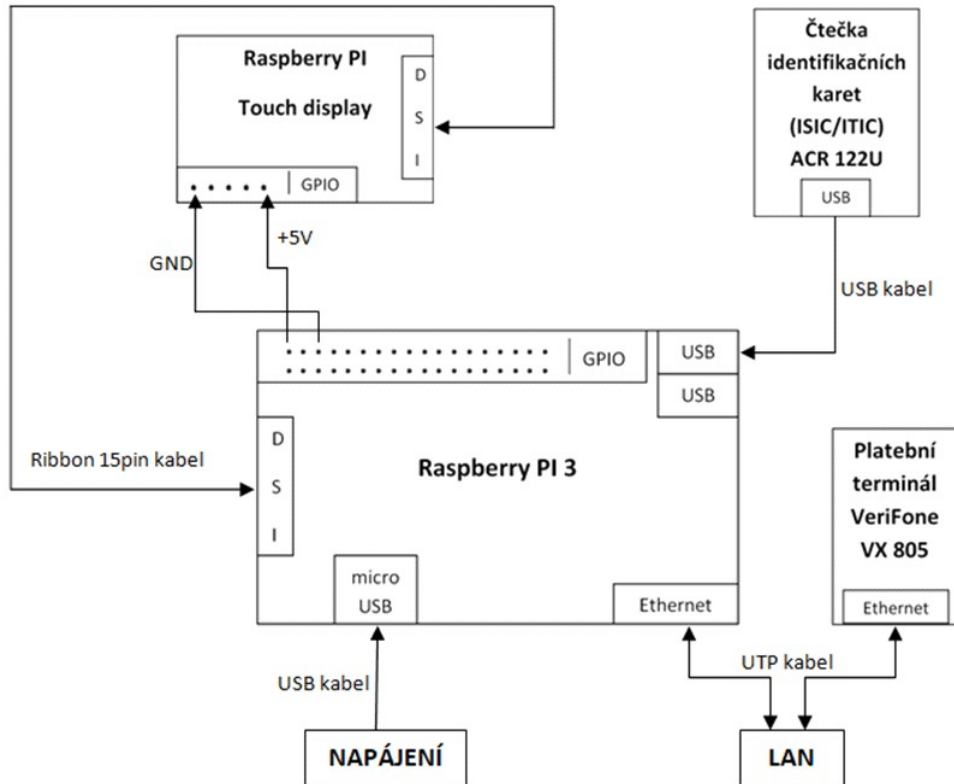 Raspberry PI
Touch display
D
S
I
GPIO
+5V
GND
Čtečka
identifikačních
karet
(ISIC/ITIC)
ACR 122U
USB
USB kabel
GPIO
USB
USB
D
S
I
Ribbon 15pin kabel
Raspberry PI 3
micro
USB
Ethernet
Platební
terminál
VeriFone
VX 805
Ethernet
UTP kabel
USB kabel
NAPÁJENÍ
LAN